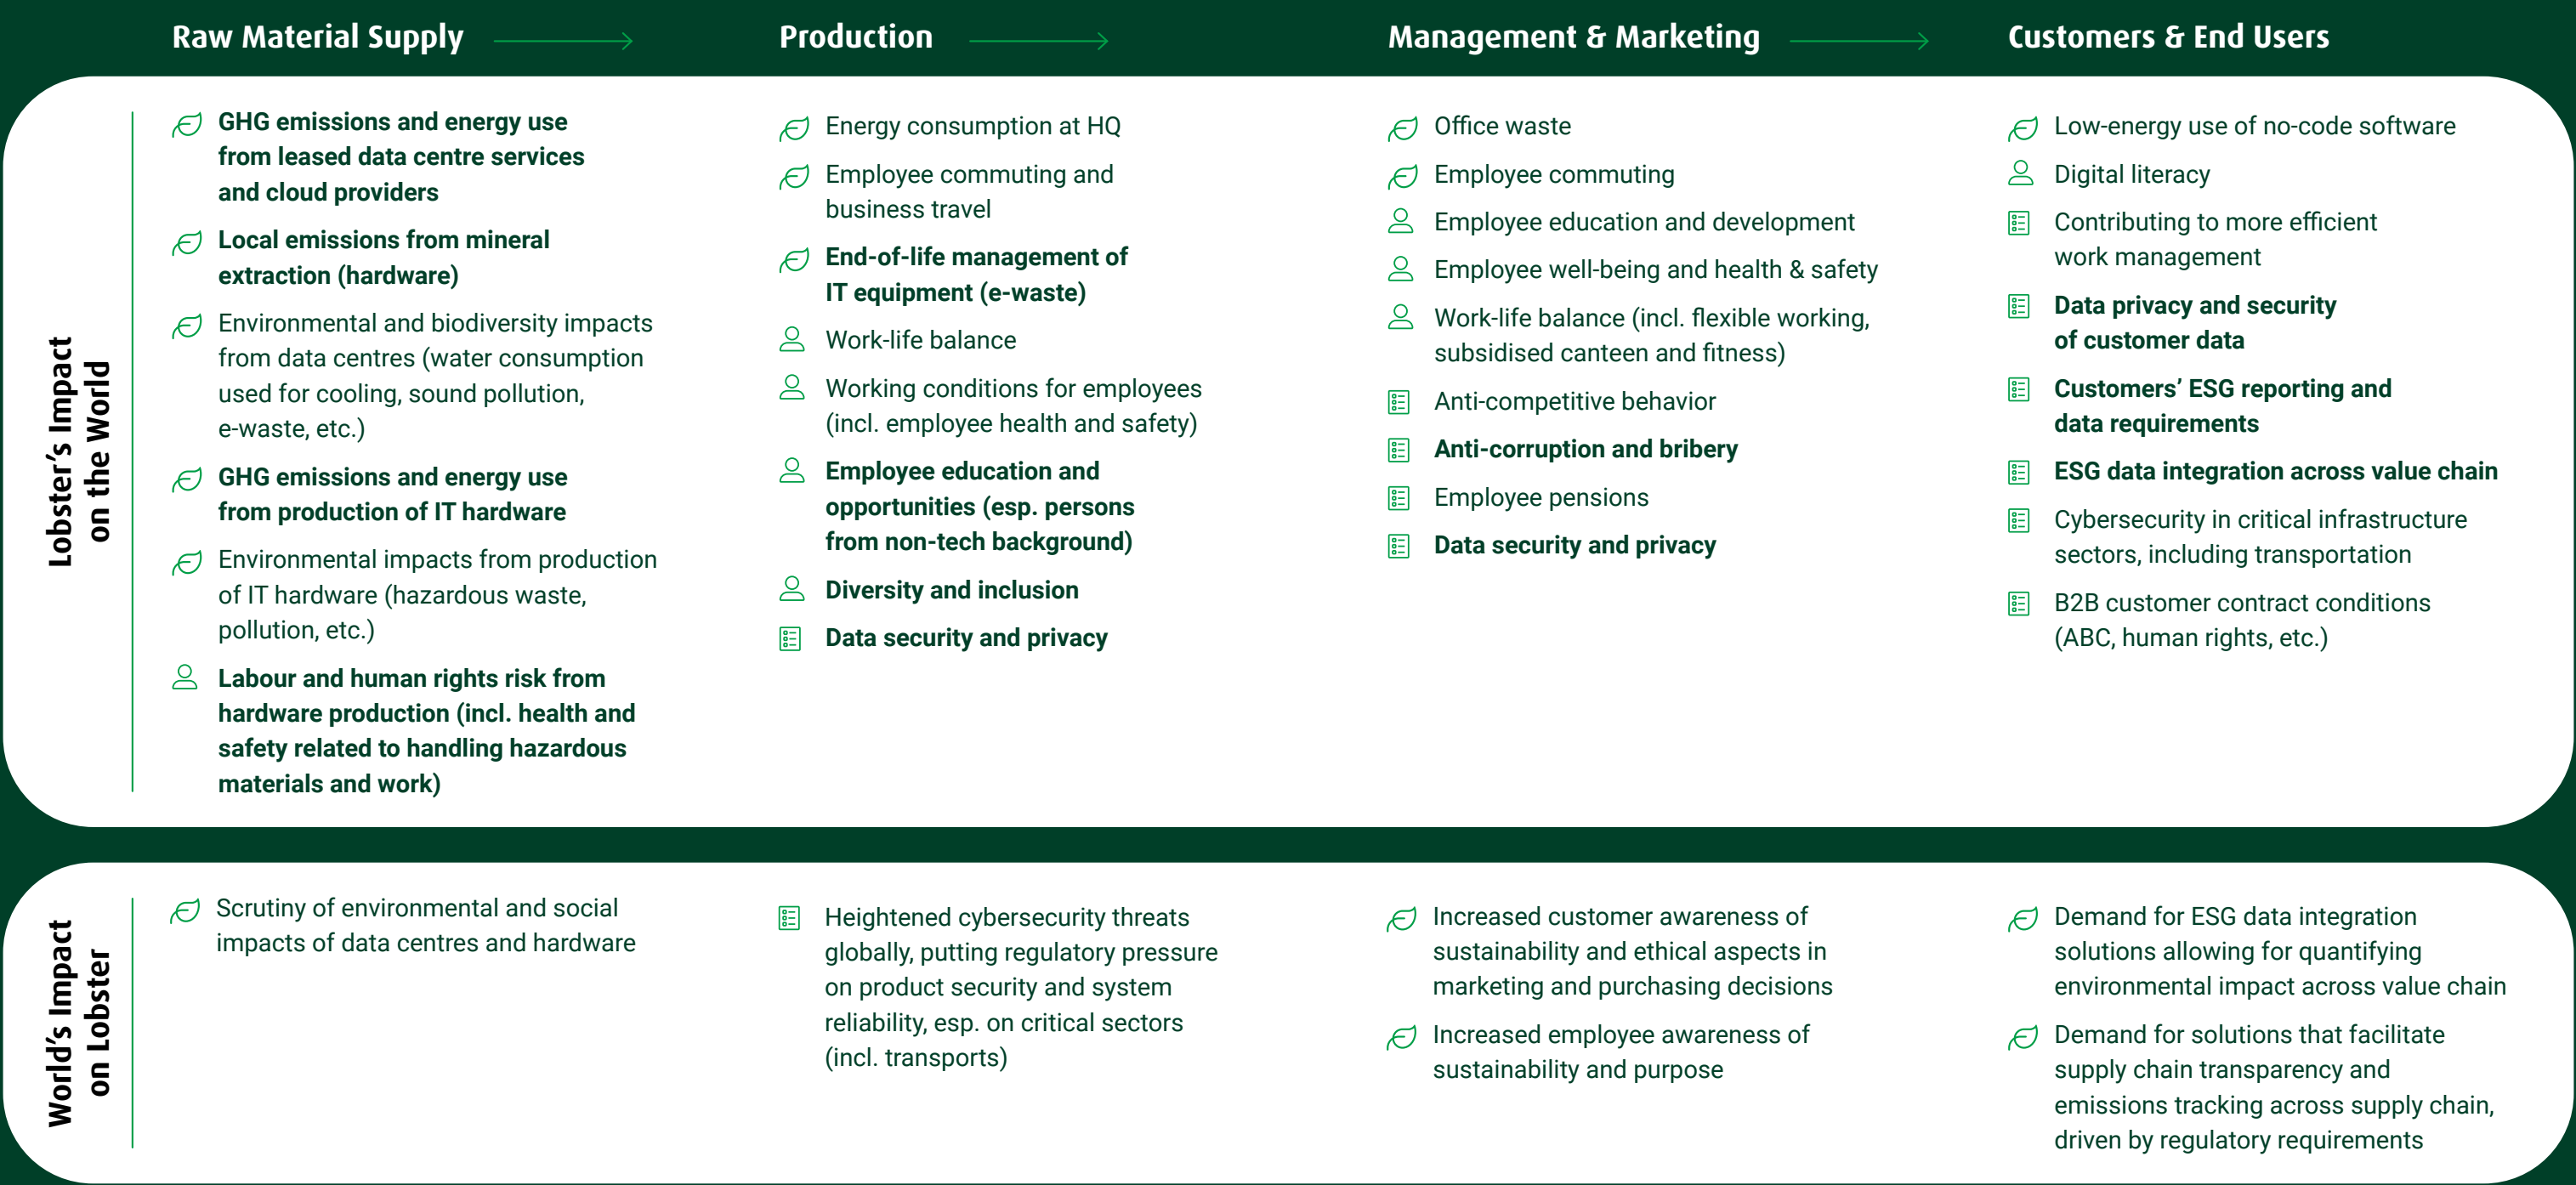 Raw Material Supply
Production
Management & Marketing
Customers & End Users
Lobster's Impact
on the World
GHG emissions and energy use
from leased data centre services
and cloud providers
Local emissions from mineral
extraction (hardware)
Environmental and biodiversity impacts
from data centres (water consumption
used for cooling, sound pollution,
e-waste, etc.)
GHG emissions and energy use
from production of IT hardware
Environmental impacts from production
of IT hardware (hazardous waste,
pollution, etc.)
Labour and human rights risk from
hardware production (incl. health and
safety related to handling hazardous
materials and work)
Energy consumption at HQ
Employee commuting and
business travel
End-of-life management of
IT equipment (e-waste)
Work-life balance
Working conditions for employees
(incl. employee health and safety)
Employee education and
opportunities (esp. persons
from non-tech background)
Diversity and inclusion
Data security and privacy
Office waste
Employee commuting
Employee education and development
Employee well-being and health & safety
Work-life balance (incl. flexible working,
subsidised canteen and fitness)
Anti-competitive behavior
Anti-corruption and bribery
Employee pensions
Data security and privacy
Low-energy use of no-code software
Digital literacy
Contributing to more efficient
work management
Data privacy and security
of customer data
Customers' ESG reporting and
data requirements
ESG data integration across value chain
Cybersecurity in critical infrastructure
sectors, including transportation
B2B customer contract conditions
(ABC, human rights, etc.)
World's Impact
on Lobster
Scrutiny of environmental and social
impacts of data centres and hardware
Heightened cybersecurity threats
globally, putting regulatory pressure
on product security and system
reliability, esp. on critical sectors
(incl. transports)
Increased customer awareness of
sustainability and ethical aspects in
marketing and purchasing decisions
Increased employee awareness of
sustainability and purpose
Demand for ESG data integration
solutions allowing for quantifying
environmental impact across value chain
Demand for solutions that facilitate
supply chain transparency and
emissions tracking across supply chain,
driven by regulatory requirements